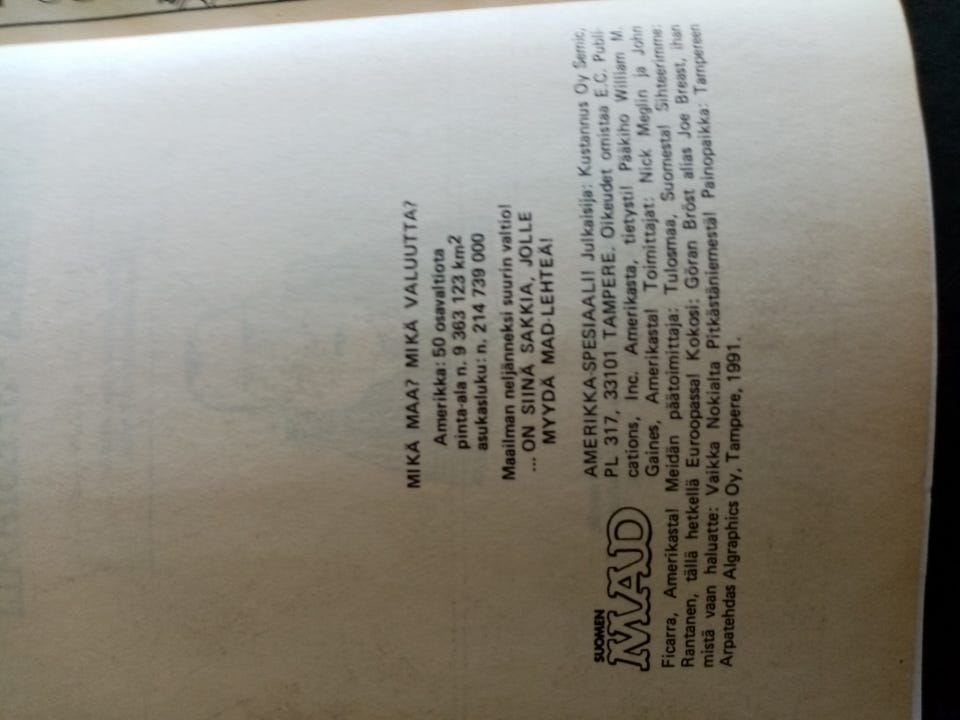 MIKÄ MAA? MIKÄ VALUUTTA?
Amerikka: 50 osavaltiota
pinta-ala n. 9 363 123 km2
asukasluku: n. 214 739 000
Maailman neljänneksi suurin valtio!
... ON SIINÄ SAKKIA, JOLLE
MYYDÄ MAD-LEHTEÄ!
SUOMEN
MAD
AMERIKKA-SPESIAALI! Julkaisija: Kustannus Oy Semic,
PL 317, 33101 TAMPERE. Oikeudet omistaa E.C. Publi-
cations, Inc. Amerikasta, tietysti! Pääkiho William M.
Gaines, Amerikasta! Toimittajat: Nick Meglin ja John
Ficarra, Amerikasta! Meidän päätoimittaja: Tulosmaa, Suomesta! Sihteerimme:
Rantanen, tällä hetkellä Euroopassa! Kokosi: Göran Bröst alias Joe Breast, ihan
mistä vaan haluatte: Vaikka Nokialta Pitkästäniemestä! Painopaikka: Tampereen
Arpatehdas Algraphics Oy, Tampere, 1991.